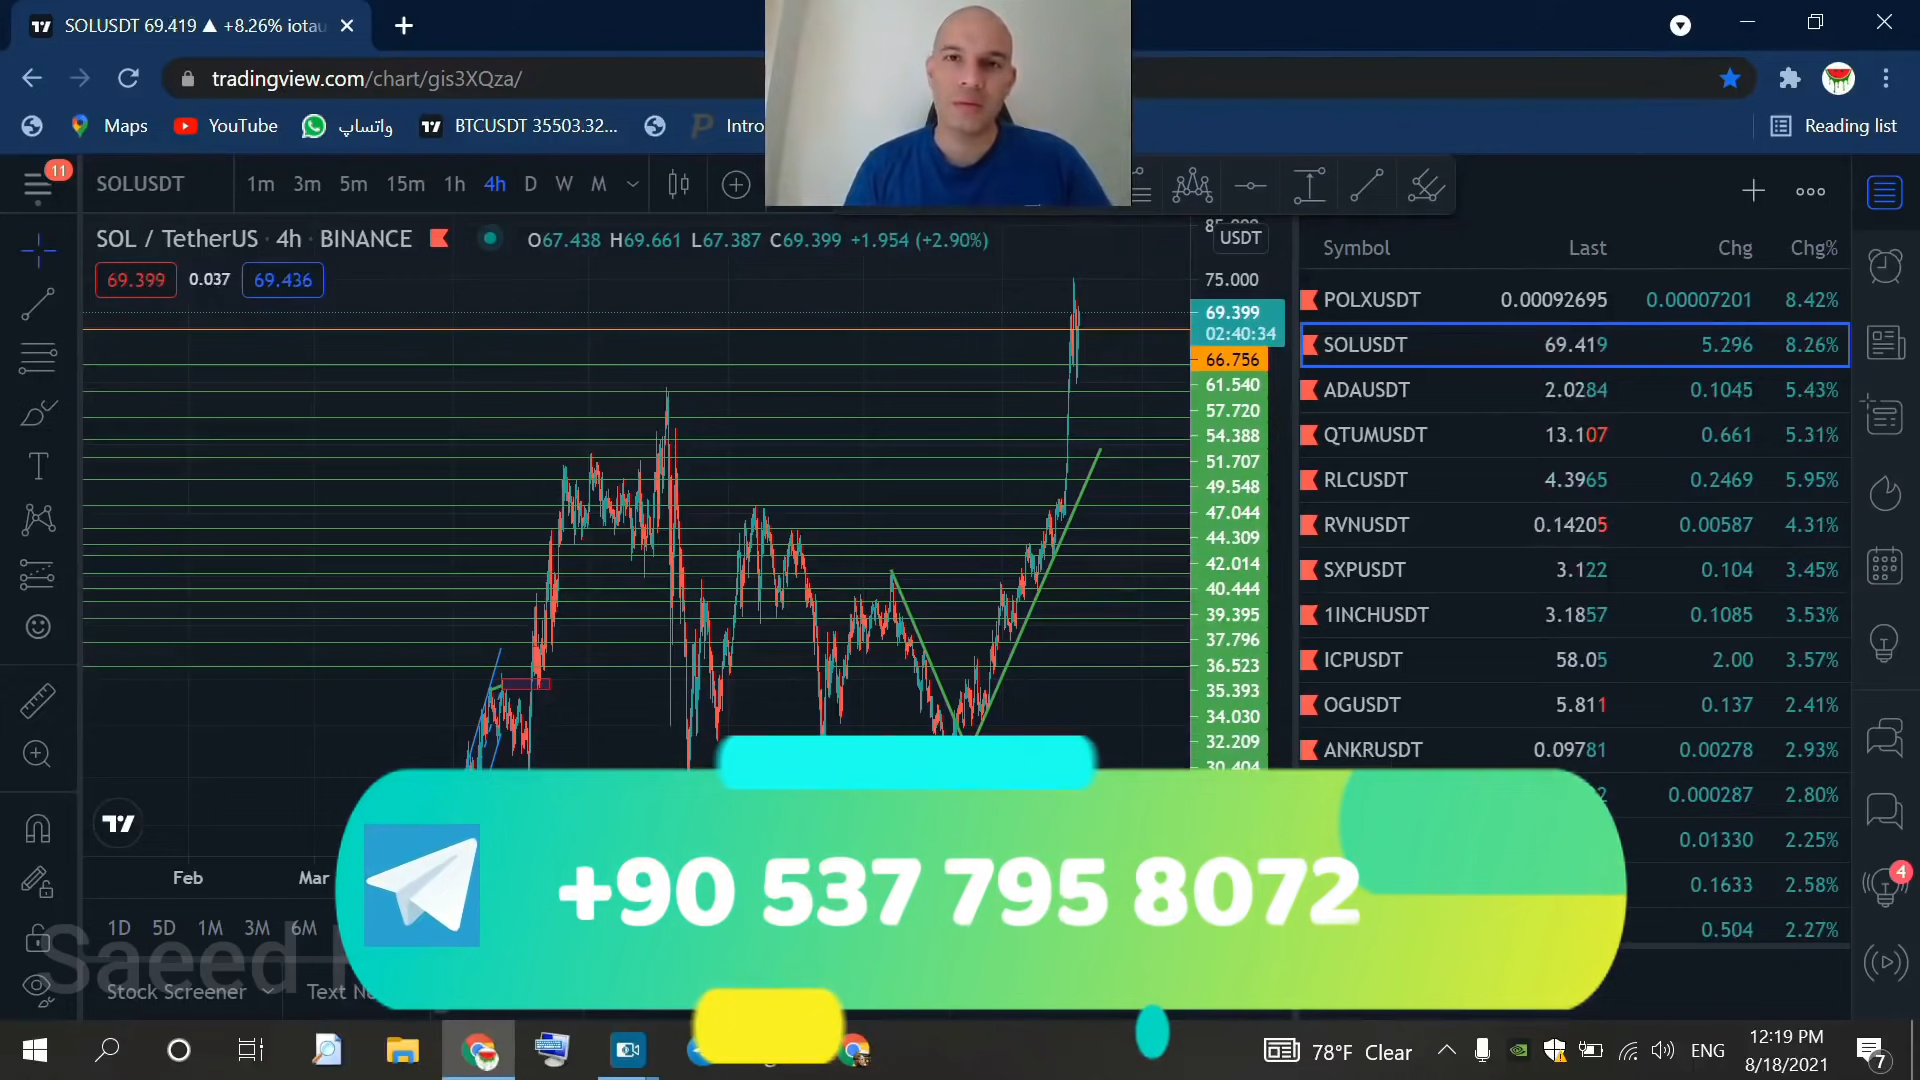 SOLUSDT 69.419 ▲ +8.26% iotau
tradingview.com/chart/gis3XQza/
Maps
YouTube
واتساپ
BTCUSDT 35503.32...
Intro
Reading list
11
SOLUSDT
1m 3m 5m 15m 1h 4h D W M
SOL / TetherUS · 4h · BINANCE
O67.438 H69.661 L67.387 C69.399 +1.954 (+2.90%)
69.399 0.037 69.436
USDT
75.000
69.399
02:40:34
66.756
61.540
57.720
54.388
51.707
49.548
47.044
44.309
42.014
40.444
39.395
37.796
36.523
35.393
34.030
32.209
30.404
Symbol Last Chg Chg%
POLXUSDT 0.00092695 0.00007201 8.42%
SOLUSDT 69.419 5.296 8.26%
ADAUSDT 2.0284 0.1045 5.43%
QTUMUSDT 13.107 0.661 5.31%
RLCUSDT 4.3965 0.2469 5.95%
RVNUSDT 0.14205 0.00587 4.31%
SXPUSDT 3.122 0.104 3.45%
1INCHUSDT 3.1857 0.1085 3.53%
ICPUSDT 58.05 2.00 3.57%
OGUSDT 5.811 0.137 2.41%
ANKRUSDT 0.09781 0.00278 2.93%
0.000287 2.80%
0.01330 2.25%
0.1633 2.58%
0.504 2.27%
4
Feb Mar
1D 5D 1M 3M 6M
Saeed
Stock Screener
+90 537 795 8072
78°F Clear
ENG
12:19 PM
8/18/2021
7